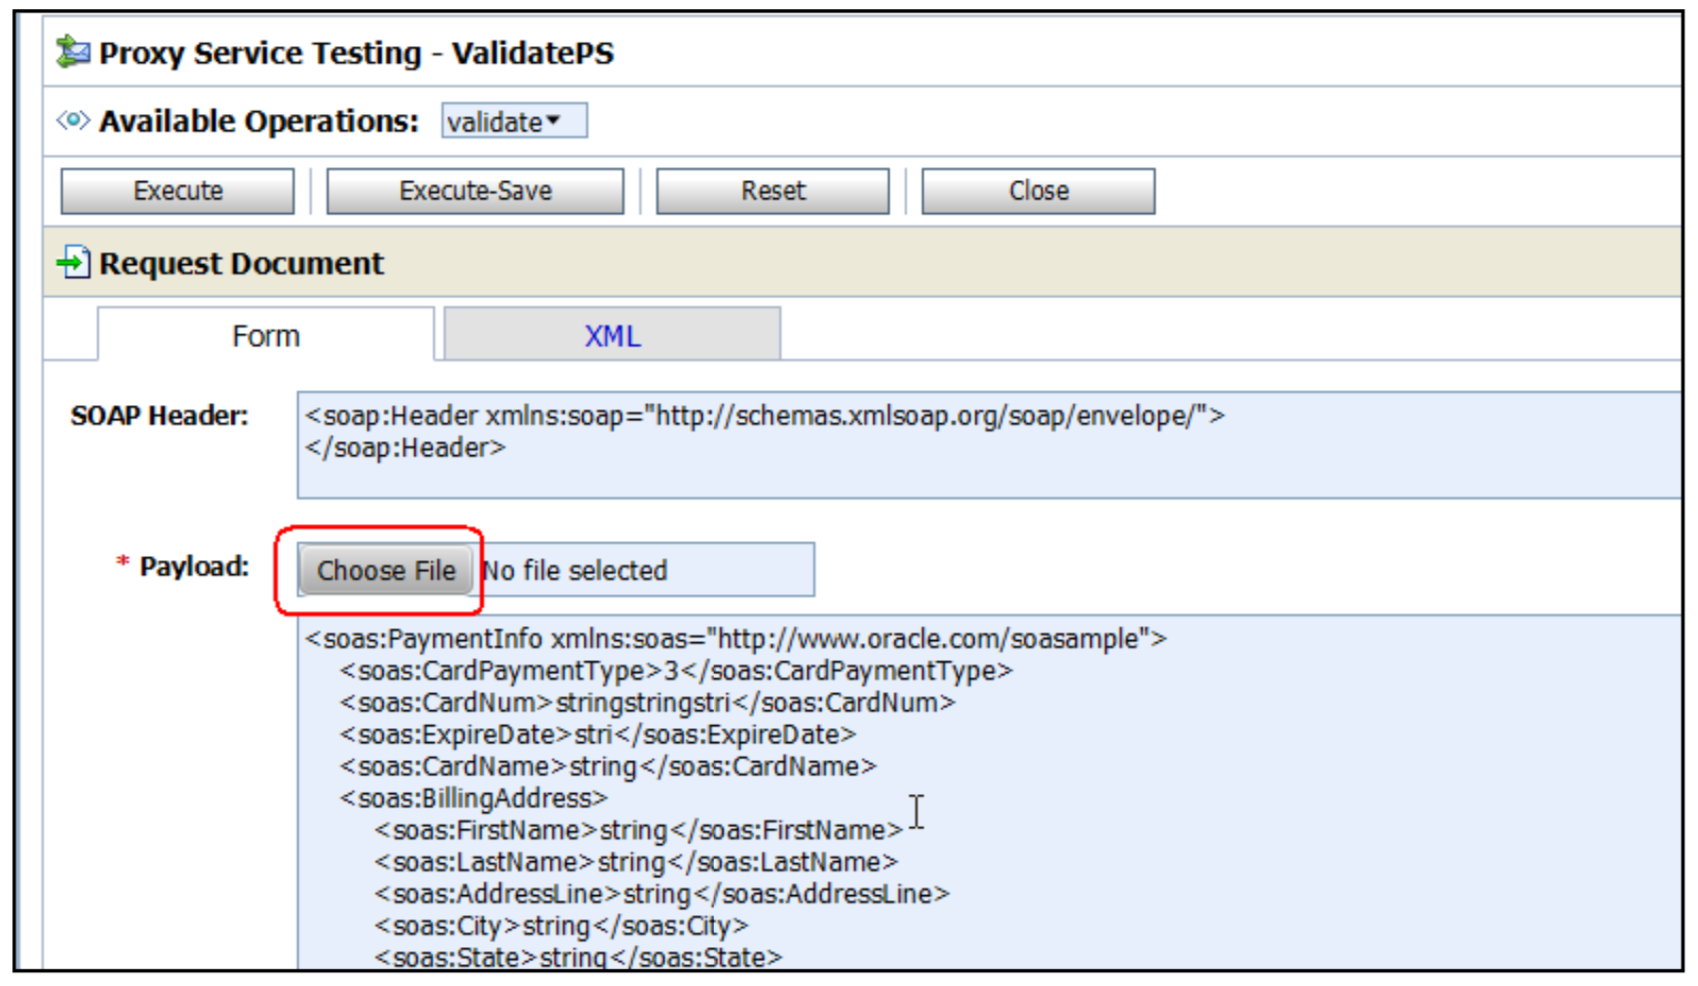 Proxy Service Testing - ValidatePS
Available Operations: validate
Execute Execute-Save Reset Close
Request Document
Form XML
SOAP Header: <soap:Header xmlns:soap="http://schemas.xmlsoap.org/soap/envelope/">
</soap:Header>
* Payload: Choose File No file selected
<soas:PaymentInfo xmlns:soas="http://www.oracle.com/soasample">
<soas:CardPaymentType>3</soas:CardPaymentType>
<soas:CardNum>stringstringstri</soas:CardNum>
<soas:ExpireDate>stri</soas:ExpireDate>
<soas:CardName>string</soas:CardName>
<soas:BillingAddress>
<soas:FirstName>string</soas:FirstName>
<soas:LastName>string</soas:LastName>
<soas:AddressLine>string</soas:AddressLine>
<soas:City>string</soas:City>
<soas:State>string</soas:State>